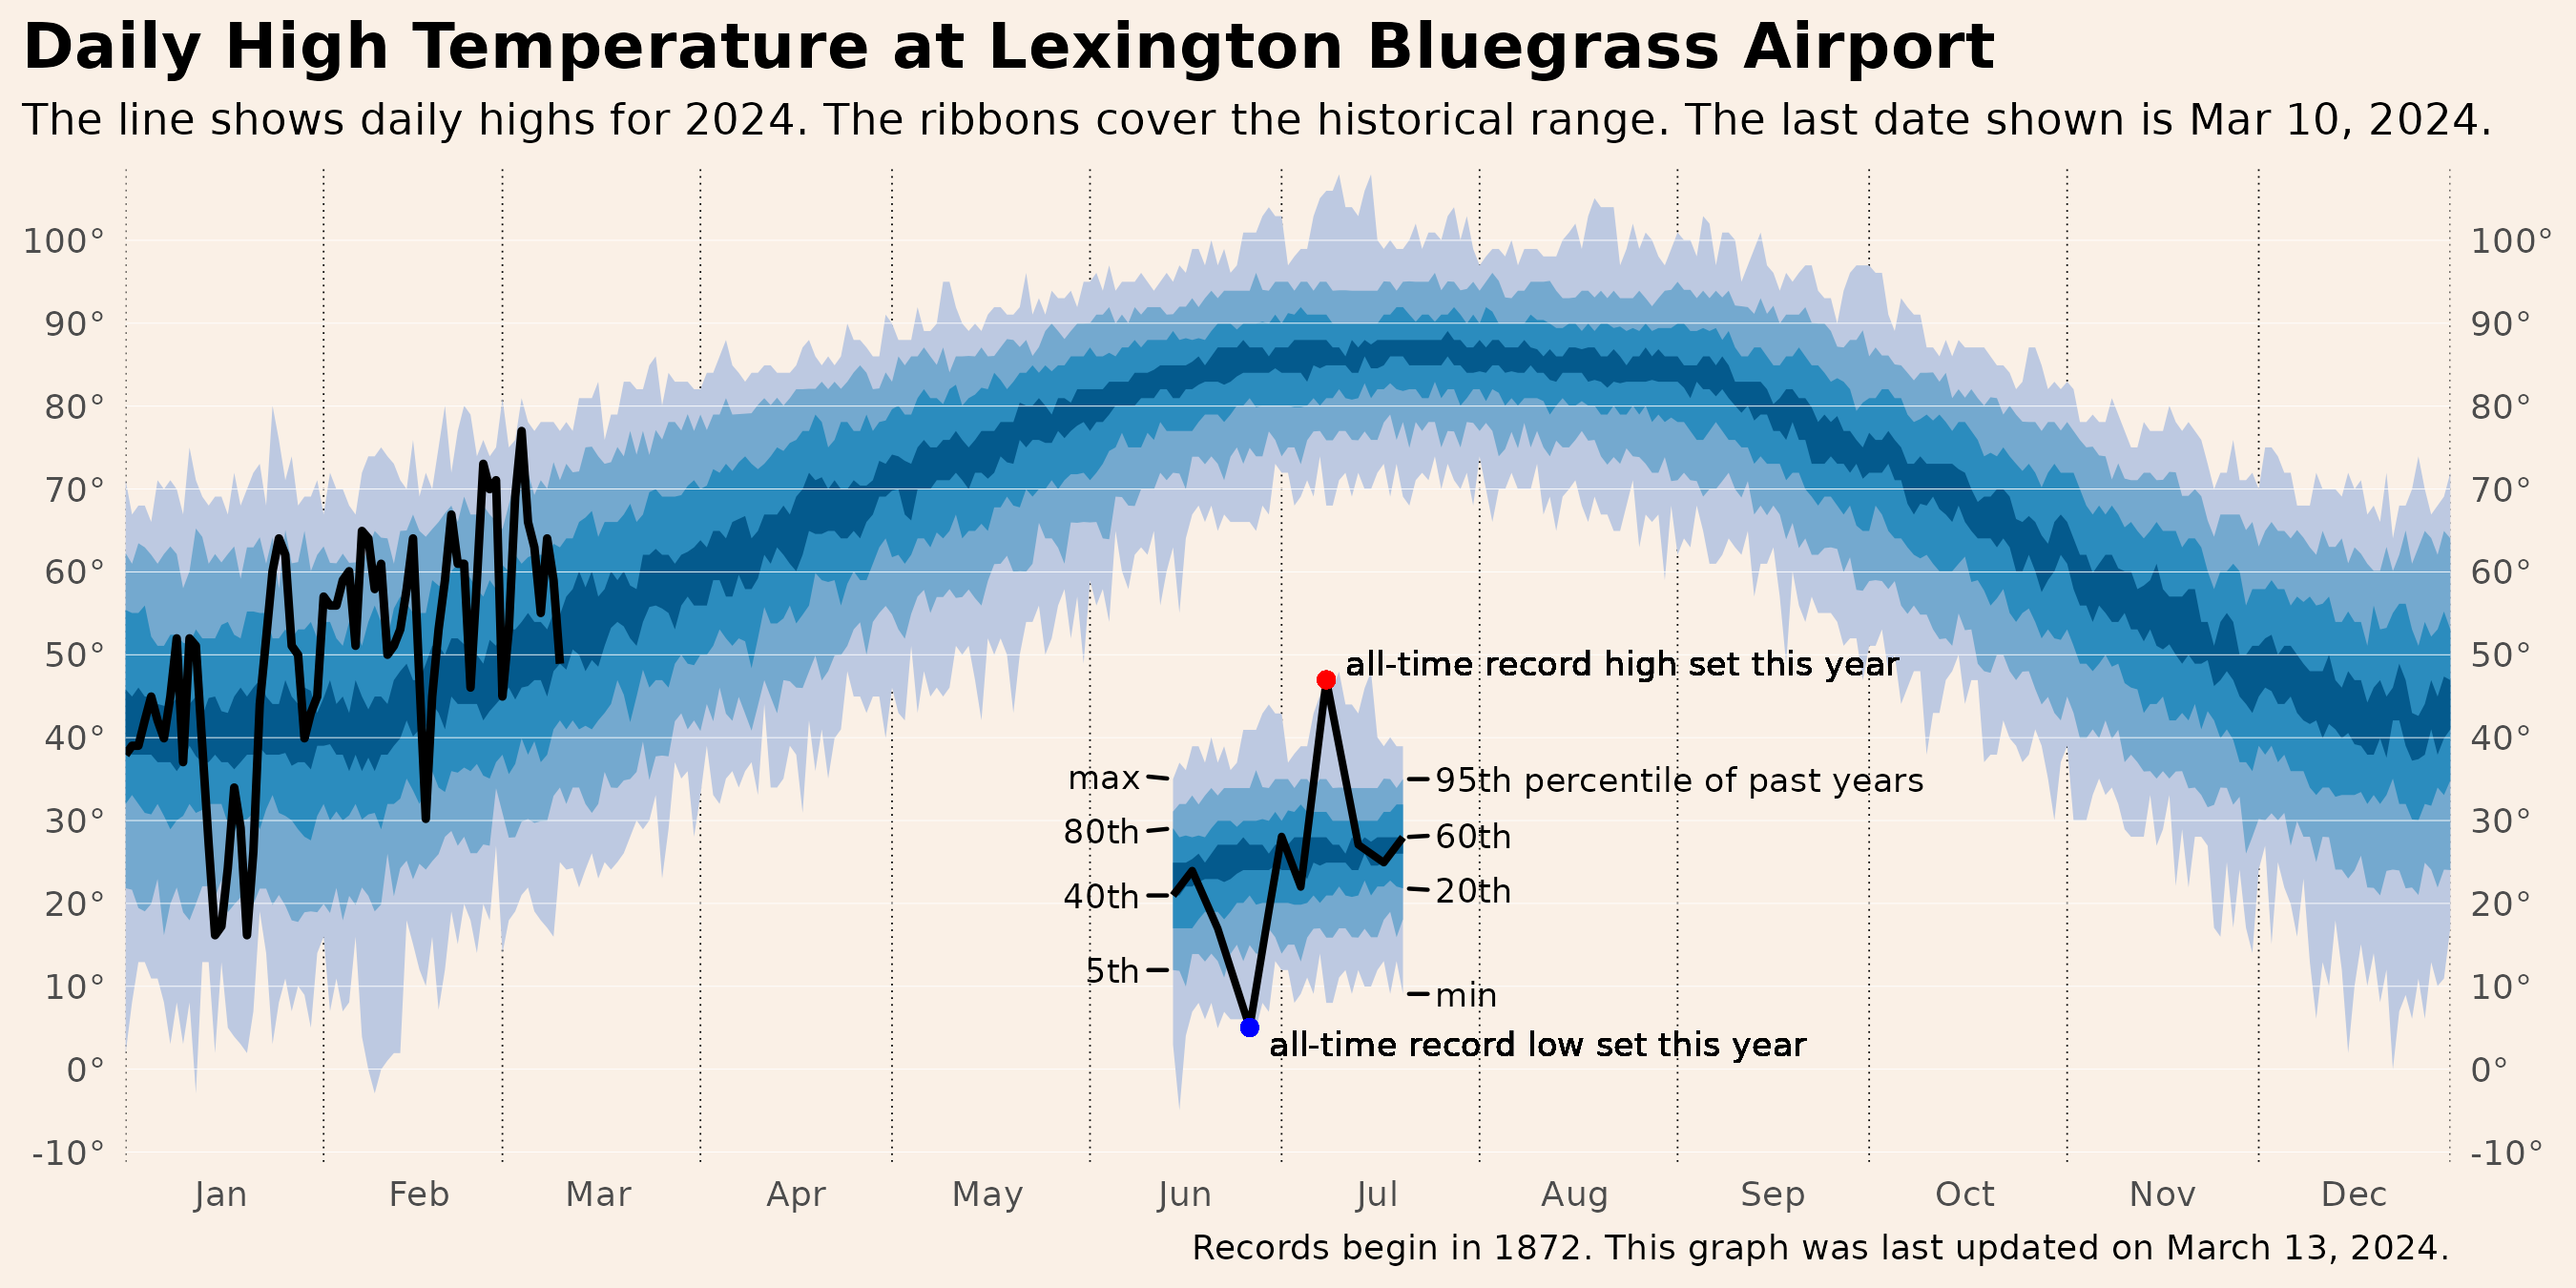 Daily High Temperature at Lexington Bluegrass Airport
The line shows daily highs for 2024. The ribbons cover the historical range. The last date shown is Mar 10, 2024.
100° 100°
90° 90°
80° 80°
70° 70°
60° 60°
50° 50°
all-time record high set this year
40° 40°
max 95th percentile of past years
30° 30°
80th 60th
40th 20th
20° 20°
5th min
10° 10°
all-time record low set this year
0° 0°
-10° -10°
Jan Feb Mar Apr May Jun Jul Aug Sep Oct Nov Dec
Records begin in 1872. This graph was last updated on March 13, 2024.